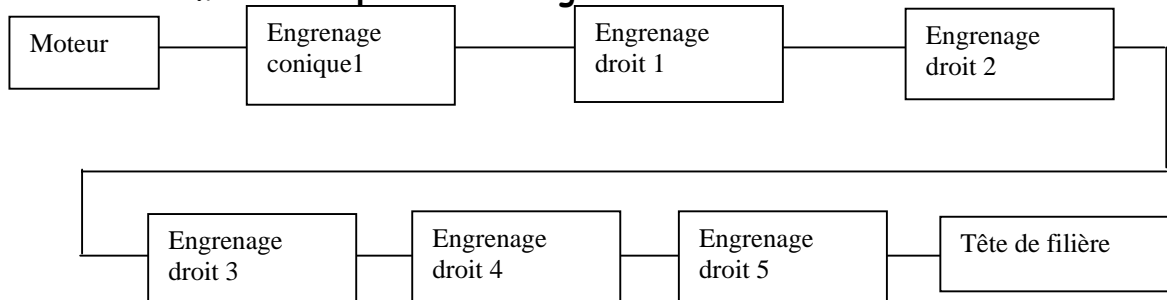 Moteur
Engrenage
conique1
Engrenage
droit 1
Engrenage
droit 2
Engrenage
droit 3
Engrenage
droit 4
Engrenage
droit 5
Tête de filière